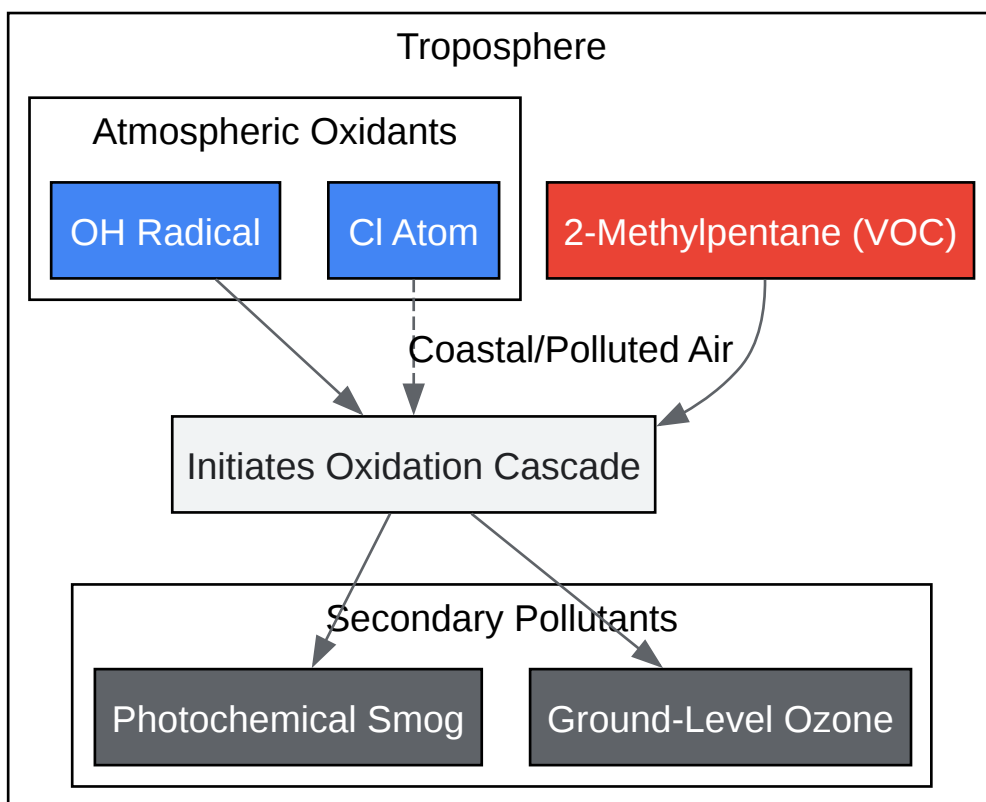 Troposphere
Atmospheric Oxidants
OH Radical
Cl Atom
2-Methylpentane (VOC)
Coastal/Polluted Air
Initiates Oxidation Cascade
Secondary Pollutants
Photochemical Smog
Ground-Level Ozone